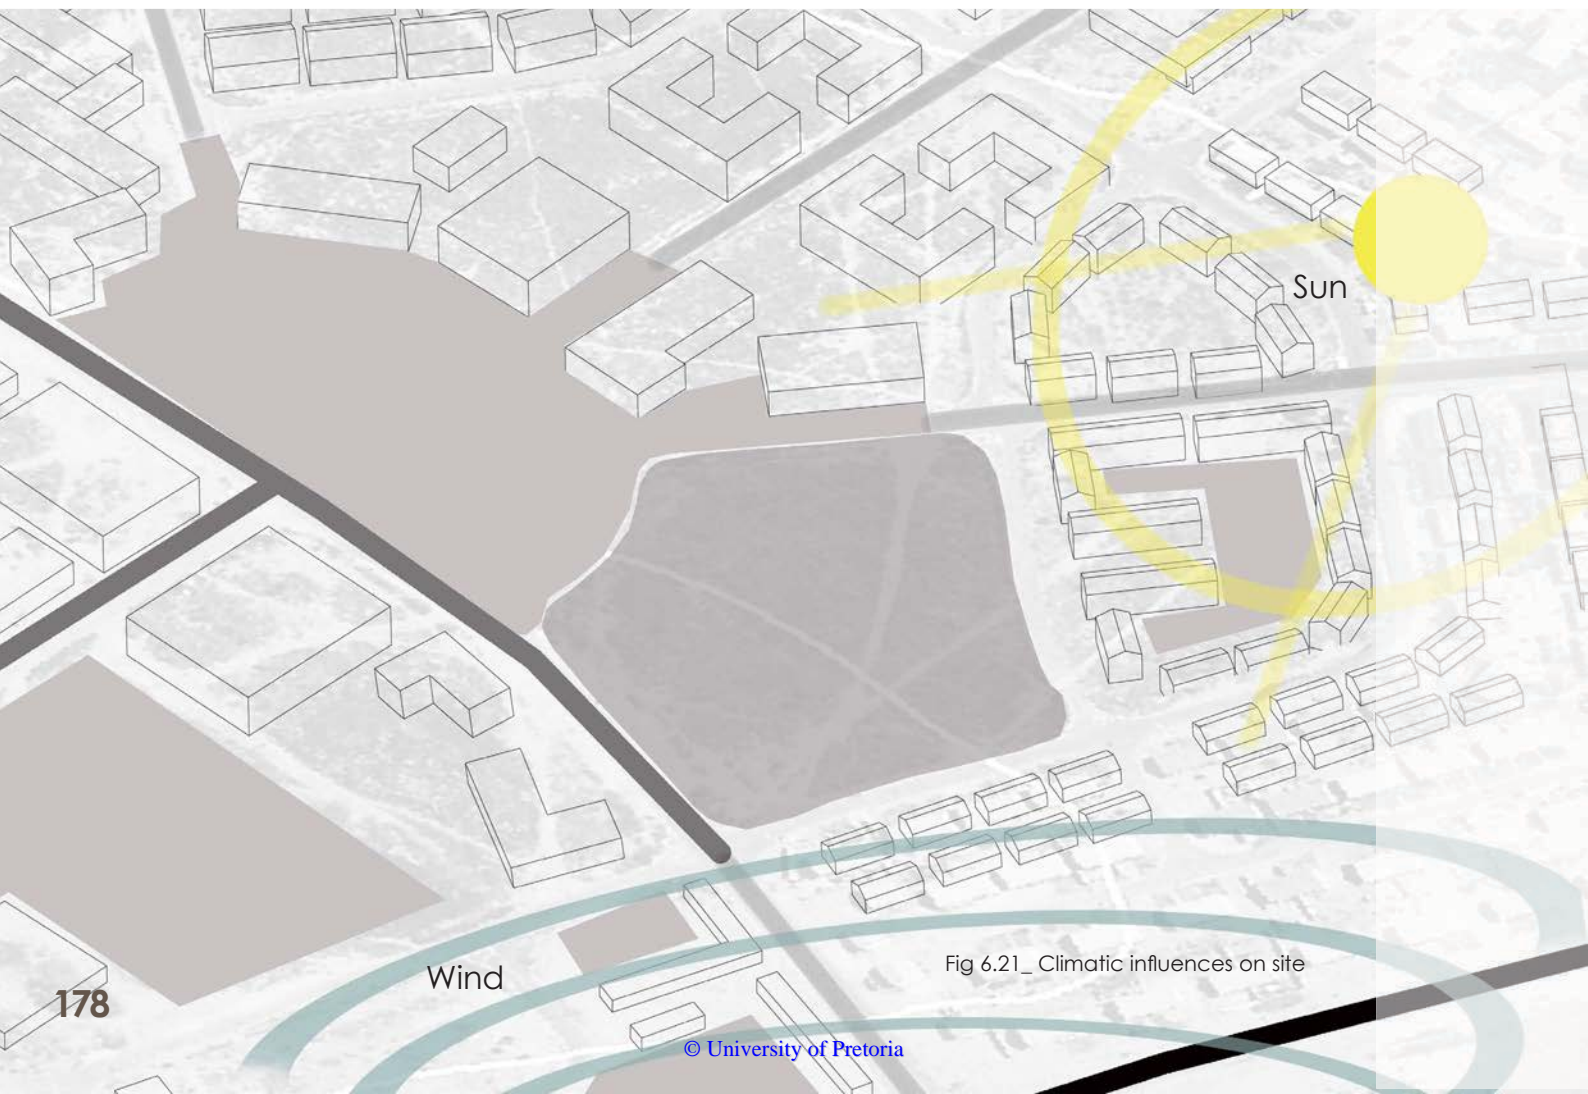 Sun
Wind
Fig 6.21_ Climatic influences on site
178
© University of Pretoria